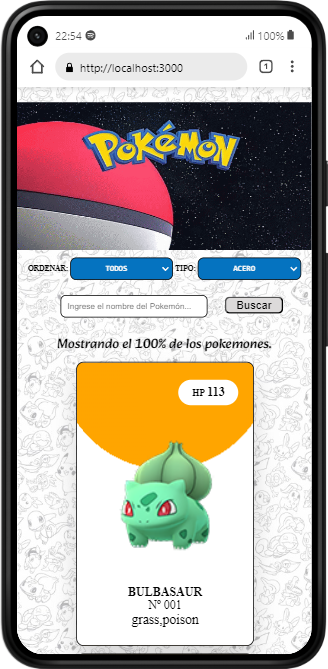 22:54 100%
http://localhost:3000 1
POKÉMON
ORDENAR: TODOS TIPO: ACERO
Ingrese el nombre del Pokemón... Buscar
Mostrando el 100% de los pokemones.
HP 113
BULBASAUR
N° 001
grass,poison